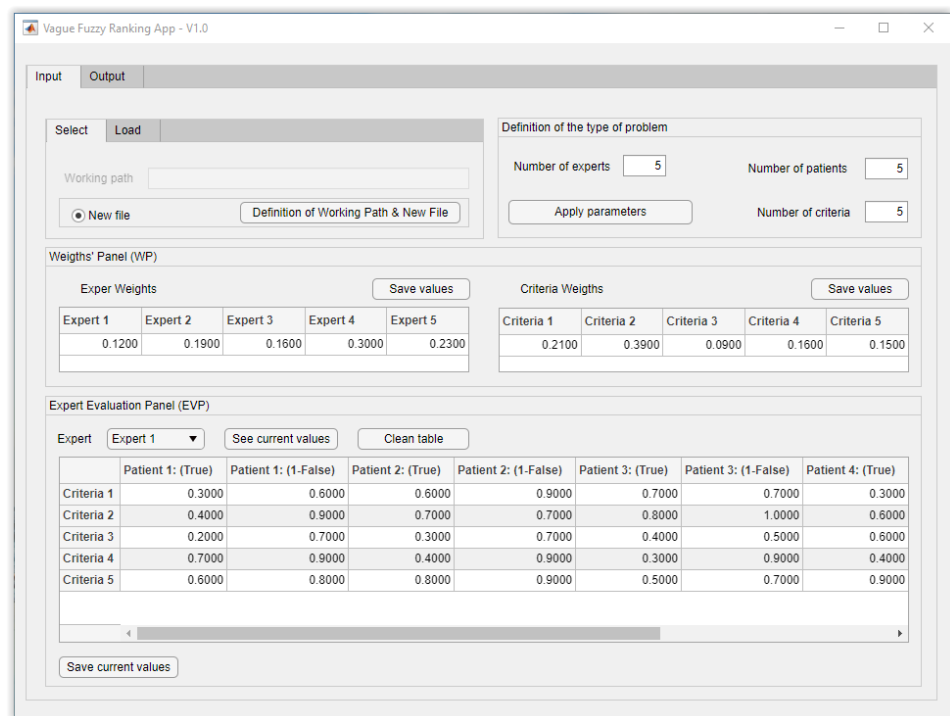 Vague Fuzzy Ranking App - V1.0
Input Output
Select Load
Working path
New file Definition of Working Path & New File
Definition of the type of problem
Number of experts 5 Number of patients 5
Apply parameters Number of criteria 5
Weigths' Panel (WP)
Exper Weights Save values
Expert 1 Expert 2 Expert 3 Expert 4 Expert 5
0.1200 0.1900 0.1600 0.3000 0.2300
Criteria Weigths Save values
Criteria 1 Criteria 2 Criteria 3 Criteria 4 Criteria 5
0.2100 0.3900 0.0900 0.1600 0.1500
Expert Evaluation Panel (EVP)
Expert Expert 1 See current values Clean table
Patient 1: (True) Patient 1: (1-False) Patient 2: (True) Patient 2: (1-False) Patient 3: (True) Patient 3: (1-False) Patient 4: (True)
Criteria 1 0.3000 0.6000 0.6000 0.9000 0.7000 0.7000 0.3000
Criteria 2 0.4000 0.9000 0.7000 0.7000 0.8000 1.0000 0.6000
Criteria 3 0.2000 0.7000 0.3000 0.7000 0.4000 0.5000 0.6000
Criteria 4 0.7000 0.9000 0.4000 0.9000 0.3000 0.9000 0.4000
Criteria 5 0.6000 0.8000 0.8000 0.9000 0.5000 0.7000 0.9000
Save current values